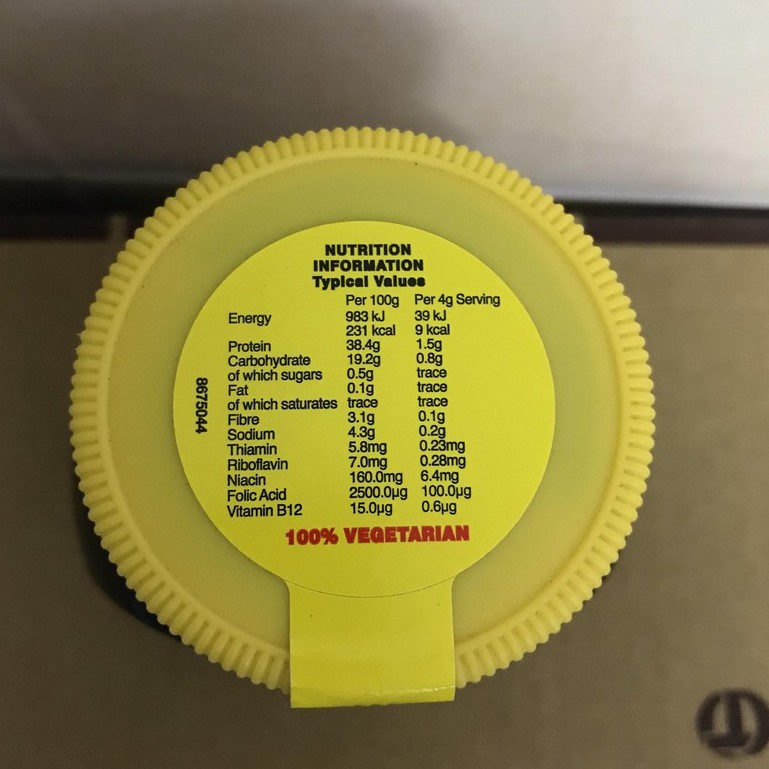 NUTRITION
INFORMATION
Typical Values
Per 100g Per 4g Serving
Energy 983 kJ 39 kJ
231 kcal 9 kcal
Protein 38.4g 1.5g
Carbohydrate 19.2g 0.8g
of which sugars 0.5g trace
Fat 0.1g trace
of which saturates trace trace
Fibre 3.1g 0.1g
Sodium 4.3g 0.2g
Thiamin 5.8mg 0.23mg
Riboflavin 7.0mg 0.28mg
Niacin 160.0mg 6.4mg
Folic Acid 2500.0µg 100.0µg
Vitamin B12 15.0µg 0.6µg
100% VEGETARIAN
8675044